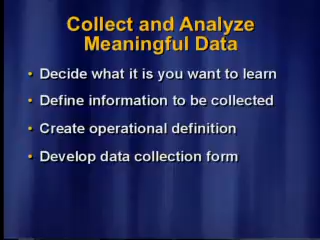 Collect and Analyze
Meaningful Data
• Decide what it is you want to learn
• Define information to be collected
• Create operational definition
• Develop data collection form